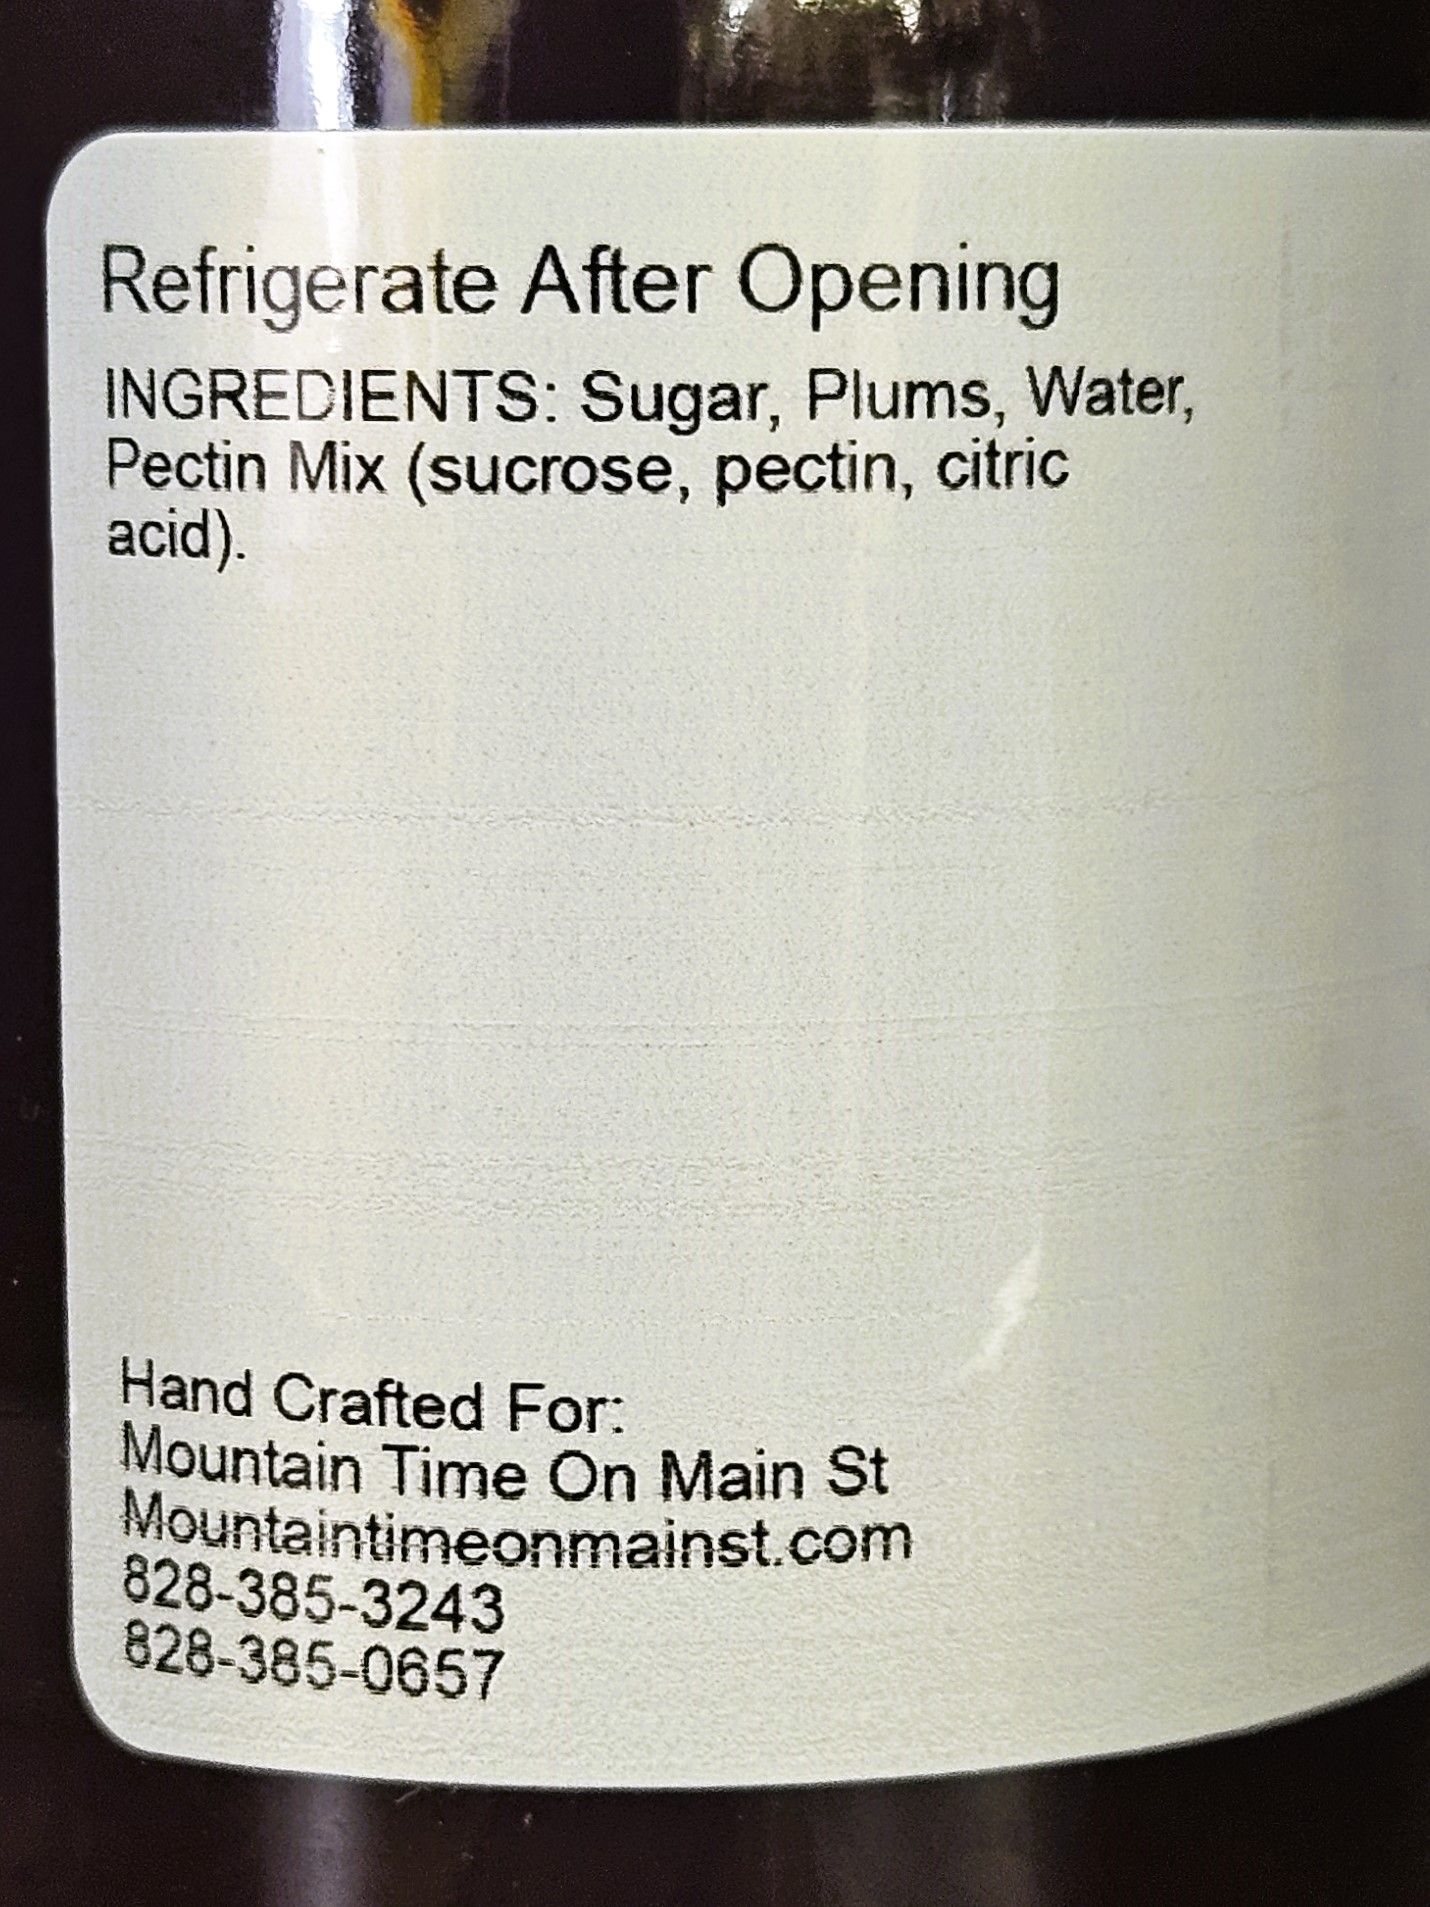 Refrigerate After Opening
INGREDIENTS: Sugar, Plums, Water,
Pectin Mix (sucrose, pectin, citric
acid).
Hand Crafted For:
Mountain Time On Main St
Mountaintimeonmainst.com
828-385-3243
828-385-0657